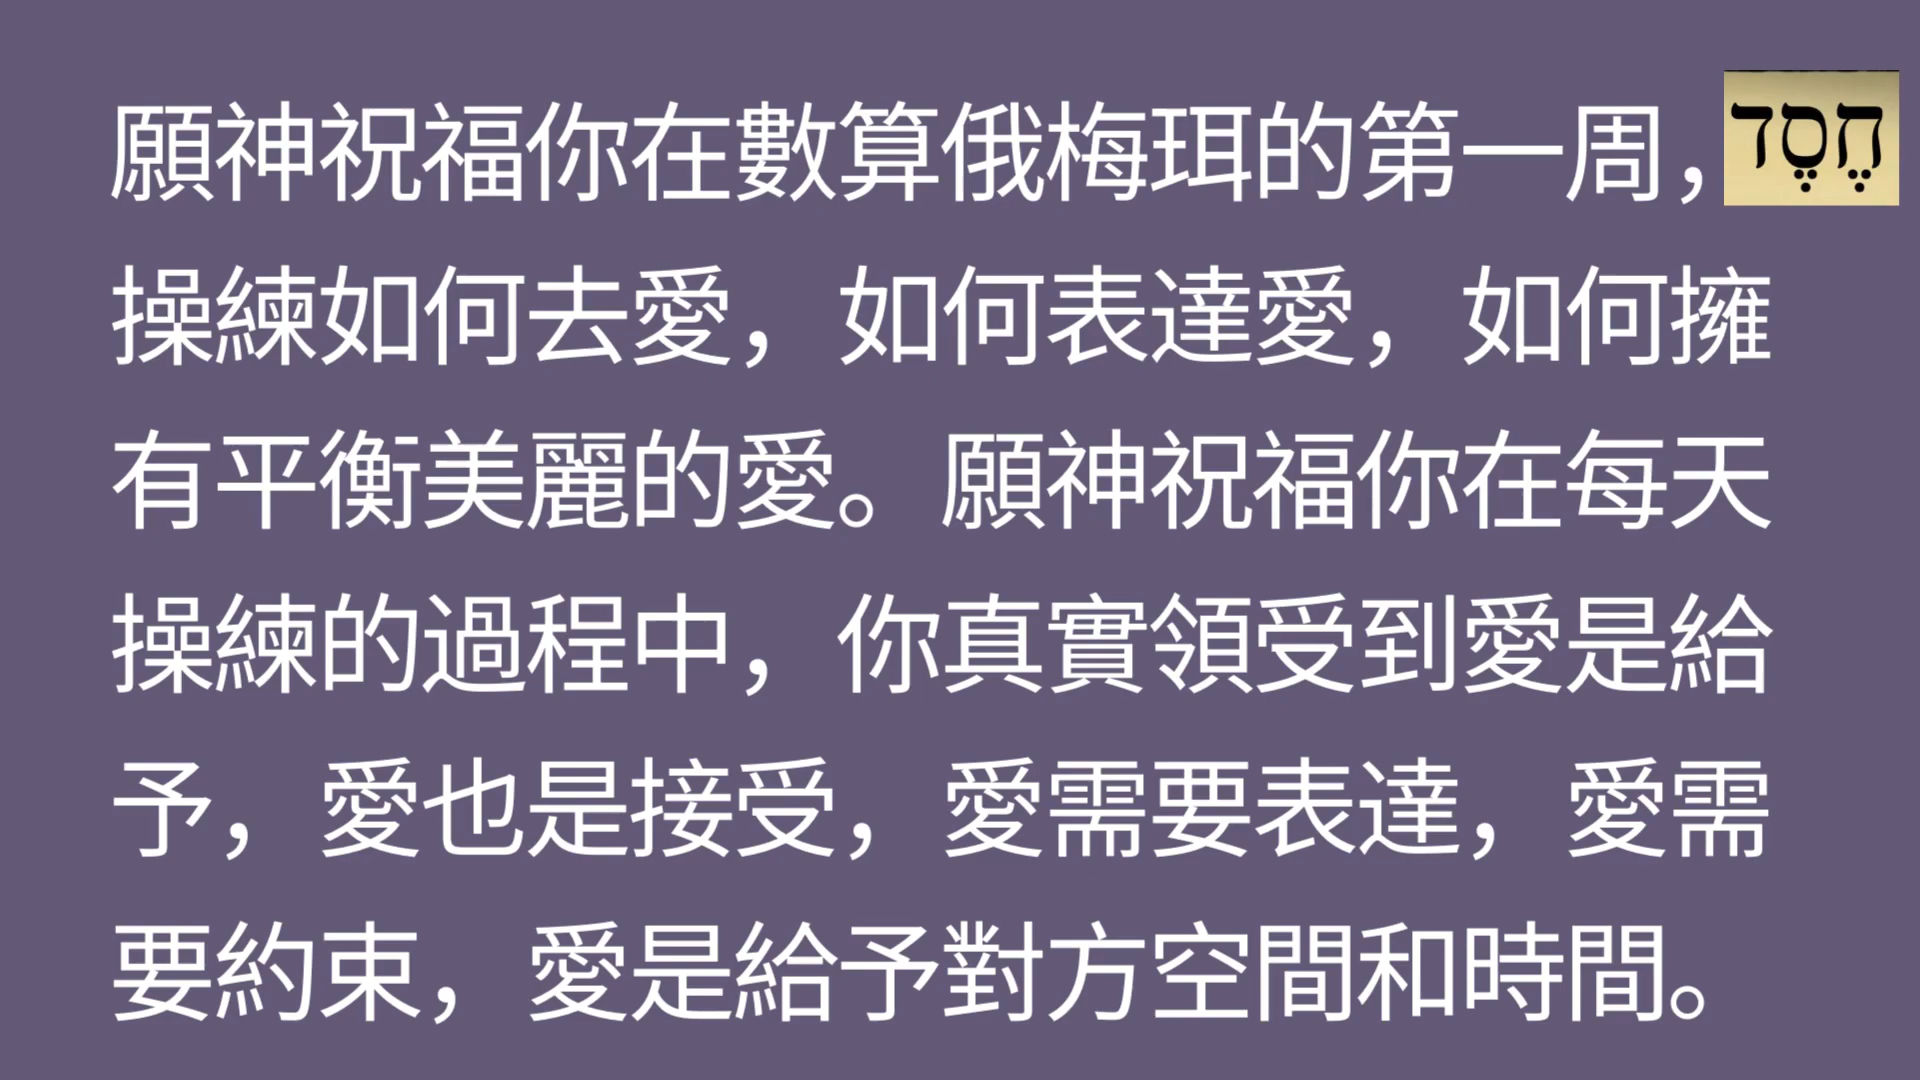 願神祝福你在數算俄梅珥的第一周，חֶסֶד
操練如何去愛，如何表達愛，如何擁
有平衡美麗的愛。願神祝福你在每天
操練的過程中，你真實領受到愛是給
予，愛也是接受，愛需要表達，愛需
要約束，愛是給予對方空間和時間。